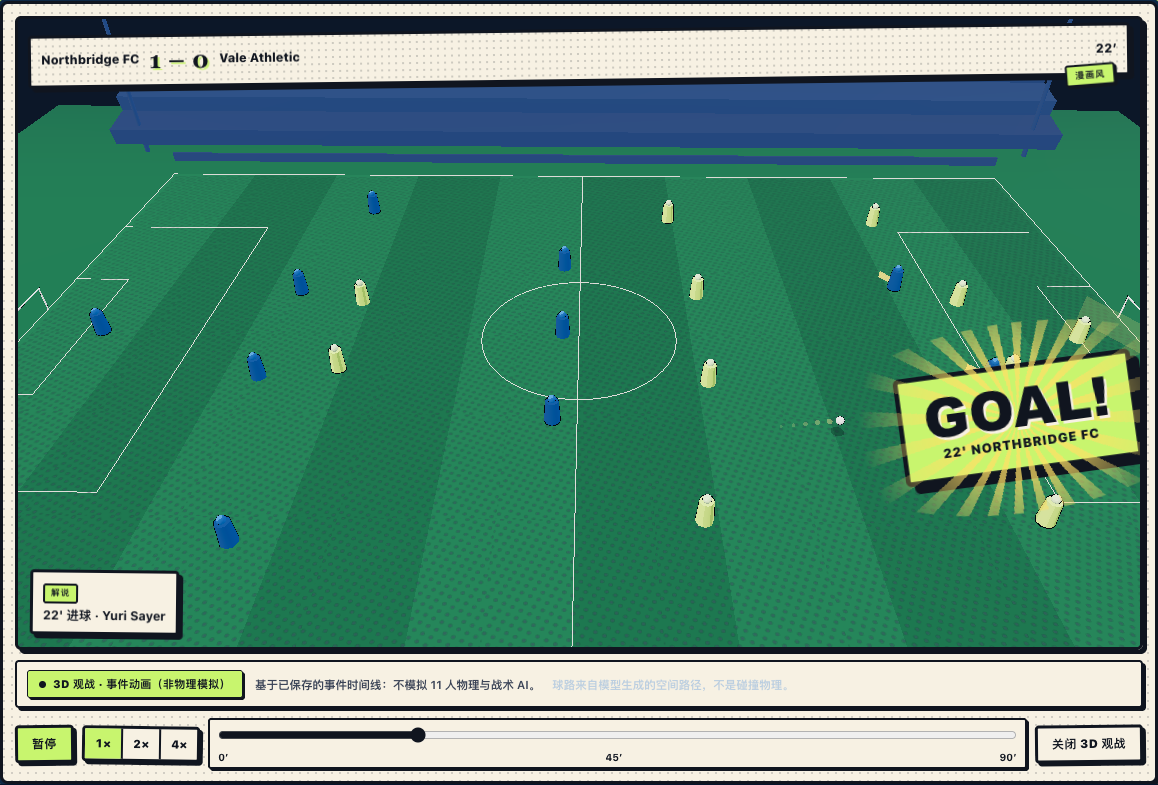 Northbridge FC 1 — 0 Vale Athletic
22′
漫画风
GOAL!
22' NORTHBRIDGE FC
解说
22' 进球 · Yuri Sayer
3D 观战 · 事件动画（非物理模拟）
基于已保存的事件时间线：不模拟 11 人物理与战术 AI。
球路来自模型生成的空间路径，不是碰撞物理。
暂停
1×
2×
4×
0′
45′
90′
关闭 3D 观战